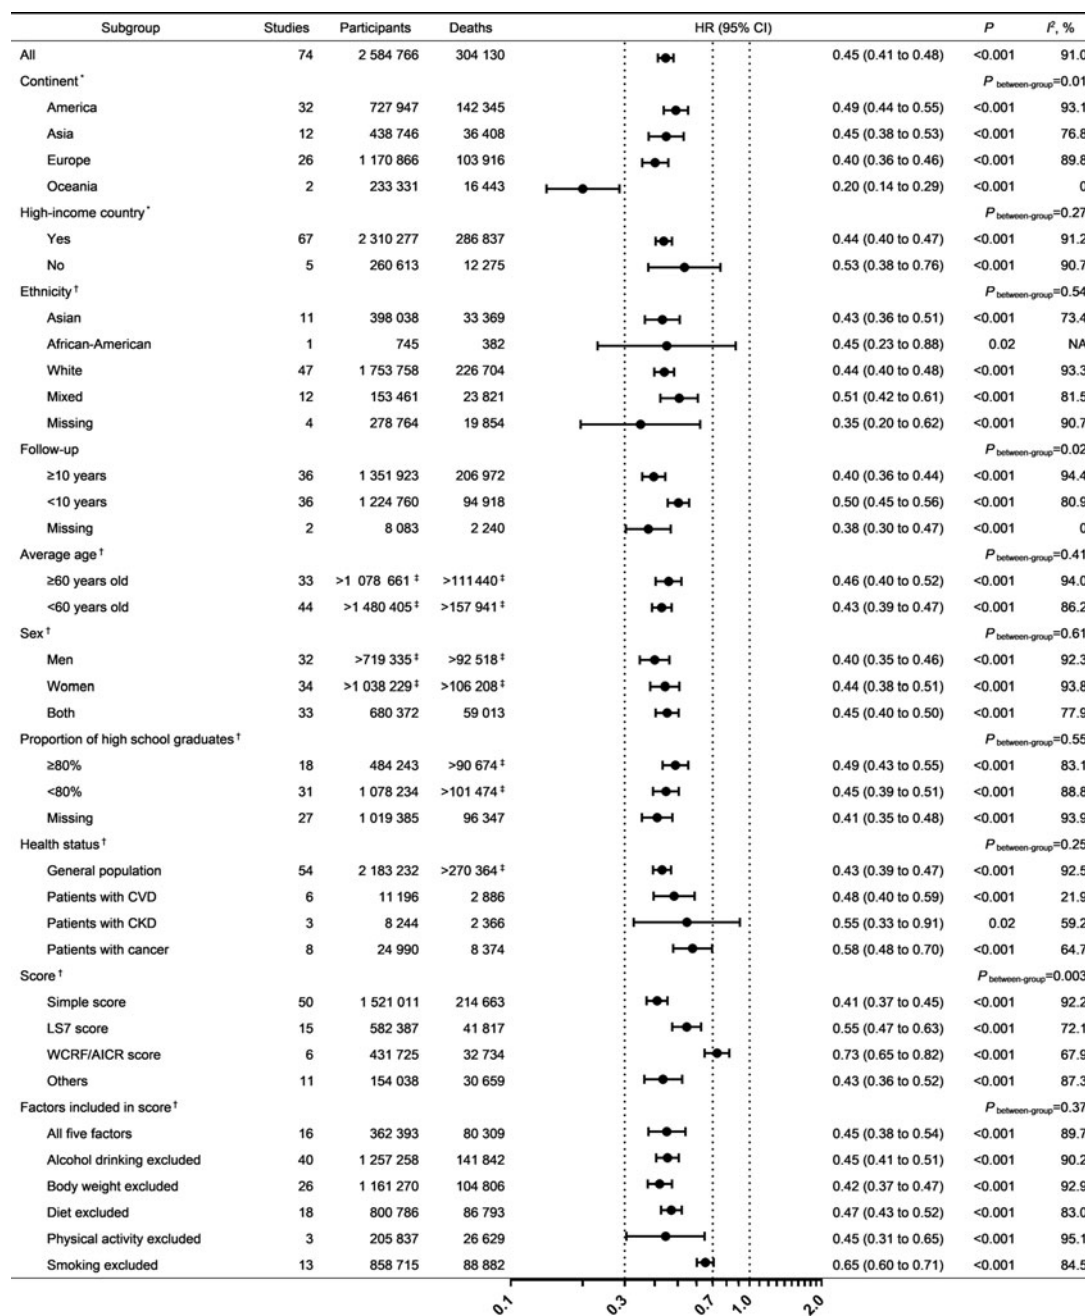 Subgroup Studies Participants Deaths HR (95% CI) P I², %
All 74 2 584 766 304 130 0.45 (0.41 to 0.48) <0.001 91.0
Continent* P between-group=0.01
America 32 727 947 142 345 0.49 (0.44 to 0.55) <0.001 93.1
Asia 12 438 746 36 408 0.45 (0.38 to 0.53) <0.001 76.8
Europe 26 1 170 866 103 916 0.40 (0.36 to 0.46) <0.001 89.8
Oceania 2 233 331 16 443 0.20 (0.14 to 0.29) <0.001 0
High-income country* P between-group=0.27
Yes 67 2 310 277 286 837 0.44 (0.40 to 0.47) <0.001 91.2
No 5 260 613 12 275 0.53 (0.38 to 0.76) <0.001 90.7
Ethnicity† P between-group=0.54
Asian 11 398 038 33 369 0.43 (0.36 to 0.51) <0.001 73.4
African-American 1 745 382 0.45 (0.23 to 0.88) 0.02 NA
White 47 1 753 758 226 704 0.44 (0.40 to 0.48) <0.001 93.3
Mixed 12 153 461 23 821 0.51 (0.42 to 0.61) <0.001 81.5
Missing 4 278 764 19 854 0.35 (0.20 to 0.62) <0.001 90.7
Follow-up P between-group=0.02
≥10 years 36 1 351 923 206 972 0.40 (0.36 to 0.44) <0.001 94.4
<10 years 36 1 224 760 94 918 0.50 (0.45 to 0.56) <0.001 80.9
Missing 2 8 083 2 240 0.38 (0.30 to 0.47) <0.001 0
Average age† P between-group=0.41
≥60 years old 33 >1 078 661‡ >111 440‡ 0.46 (0.40 to 0.52) <0.001 94.0
<60 years old 44 >1 480 405‡ >157 941‡ 0.43 (0.39 to 0.47) <0.001 86.2
Sex† P between-group=0.61
Men 32 >719 335‡ >92 518‡ 0.40 (0.35 to 0.46) <0.001 92.3
Women 34 >1 038 229‡ >106 208‡ 0.44 (0.38 to 0.51) <0.001 93.8
Both 33 680 372 59 013 0.45 (0.40 to 0.50) <0.001 77.9
Proportion of high school graduates† P between-group=0.55
≥80% 18 484 243 >90 674‡ 0.49 (0.43 to 0.55) <0.001 83.1
<80% 31 1 078 234 >101 474‡ 0.45 (0.39 to 0.51) <0.001 88.8
Missing 27 1 019 385 96 347 0.41 (0.35 to 0.48) <0.001 93.9
Health status† P between-group=0.25
General population 54 2 183 232 >270 364‡ 0.43 (0.39 to 0.47) <0.001 92.5
Patients with CVD 6 11 196 2 886 0.48 (0.40 to 0.59) <0.001 21.9
Patients with CKD 3 8 244 2 366 0.55 (0.33 to 0.91) 0.02 59.2
Patients with cancer 8 24 990 8 374 0.58 (0.48 to 0.70) <0.001 64.7
Score† P between-group=0.003
Simple score 50 1 521 011 214 663 0.41 (0.37 to 0.45) <0.001 92.2
LS7 score 15 582 387 41 817 0.55 (0.47 to 0.63) <0.001 72.1
WCRF/AICR score 6 431 725 32 734 0.73 (0.65 to 0.82) <0.001 67.9
Others 11 154 038 30 659 0.43 (0.36 to 0.52) <0.001 87.3
Factors included in score† P between-group=0.37
All five factors 16 362 393 80 309 0.45 (0.38 to 0.54) <0.001 89.7
Alcohol drinking excluded 40 1 257 258 141 842 0.45 (0.41 to 0.51) <0.001 90.2
Body weight excluded 26 1 161 270 104 806 0.42 (0.37 to 0.47) <0.001 92.9
Diet excluded 18 800 786 86 793 0.47 (0.43 to 0.52) <0.001 83.0
Physical activity excluded 3 205 837 26 629 0.45 (0.31 to 0.65) <0.001 95.1
Smoking excluded 13 858 715 88 882 0.65 (0.60 to 0.71) <0.001 84.5
0.1 0.3 0.7 1.0 2.0